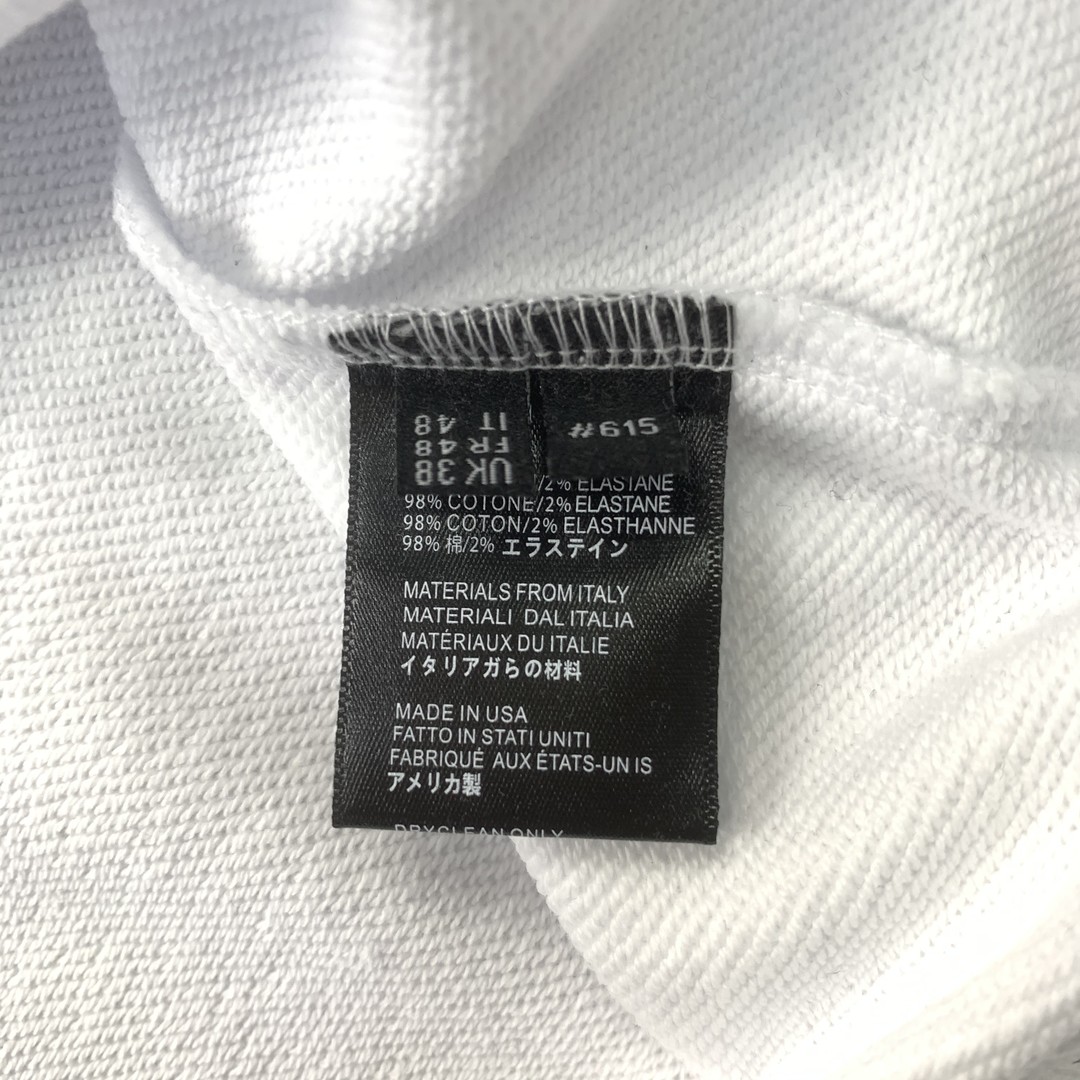 IT 48
FR 48
UK 38
#615
/2% ELASTANE
98% COTONE/2% ELASTANE
98% COTON/2% ELASTHANNE
98% 棉/2% エラステイン
MATERIALS FROM ITALY
MATERIALI DAL ITALIA
MATÉRIAUX DU ITALIE
イタリアガらの材料
MADE IN USA
FATTO IN STATI UNITI
FABRIQUÉ AUX ÉTATS-UN IS
アメリカ製
DRYCLEAN ONLY